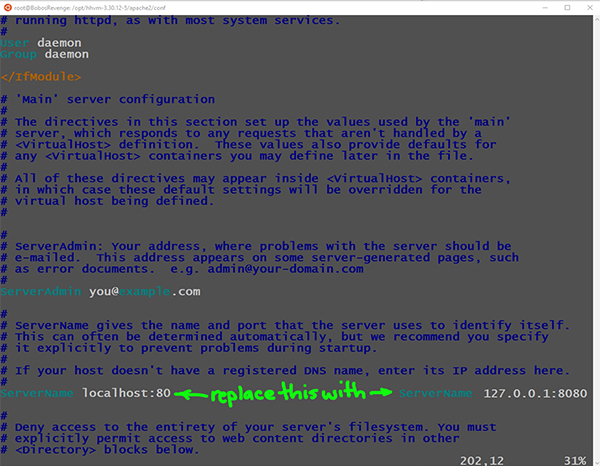 root@BobosRevenge: /opt/hhvm-3.30.12-5/apache2/conf
# running httpd, as with most system services.
#
User daemon
Group daemon
</IfModule>
# 'Main' server configuration
#
# The directives in this section set up the values used by the 'main'
# server, which responds to any requests that aren't handled by a
# <VirtualHost> definition.  These values also provide defaults for
# any <VirtualHost> containers you may define later in the file.
#
# All of these directives may appear inside <VirtualHost> containers,
# in which case these default settings will be overridden for the
# virtual host being defined.
#
#
# ServerAdmin: Your address, where problems with the server should be
# e-mailed.  This address appears on some server-generated pages, such
# as error documents.  e.g. admin@your-domain.com
#
ServerAdmin you@example.com
#
# ServerName gives the name and port that the server uses to identify itself.
# This can often be determined automatically, but we recommend you specify
# it explicitly to prevent problems during startup.
#
# If your host doesn't have a registered DNS name, enter its IP address here.
#
ServerName localhost:80 replace this with ServerName 127.0.0.1:8080
#
# Deny access to the entirety of your server's filesystem. You must
# explicitly permit access to web content directories in other
# <Directory> blocks below.
202,12 31%